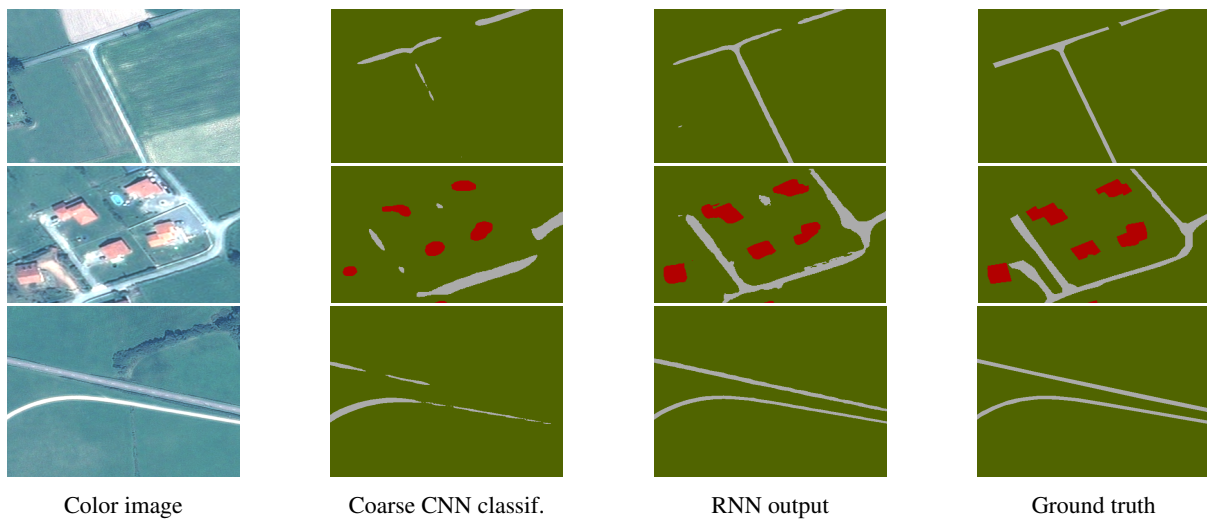 Color image
Coarse CNN classif.
RNN output
Ground truth